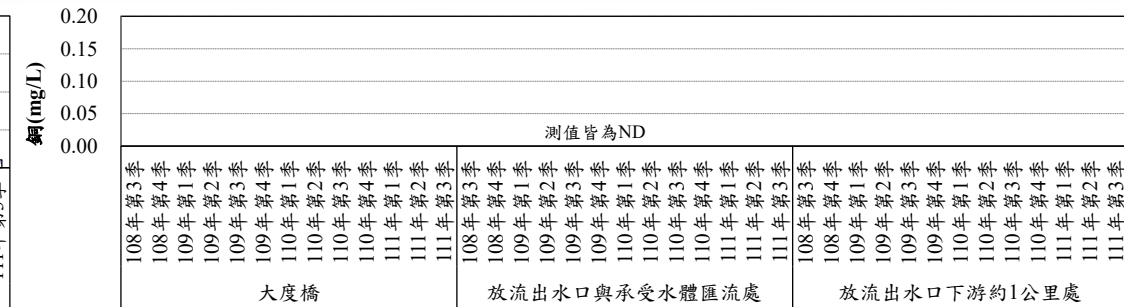 0.20
0.15
0.10
0.05
0.00
銅(mg/L)
測值皆為ND
108年第3季
108年第4季
109年第1季
109年第2季
109年第3季
109年第4季
110年第1季
110年第2季
110年第3季
110年第4季
111年第1季
111年第2季
111年第3季
108年第3季
108年第4季
109年第1季
109年第2季
109年第3季
109年第4季
110年第1季
110年第2季
110年第3季
110年第4季
111年第1季
111年第2季
111年第3季
108年第3季
108年第4季
109年第1季
109年第2季
109年第3季
109年第4季
110年第1季
110年第2季
110年第3季
110年第4季
111年第1季
111年第2季
111年第3季
大度橋
放流出水口與承受水體匯流處
放流出水口下游約1公里處